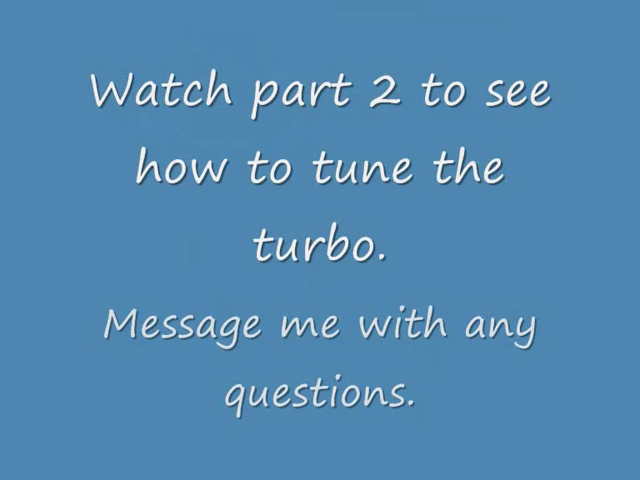 Watch part 2 to see
how to tune the
turbo.
Message me with any
questions.